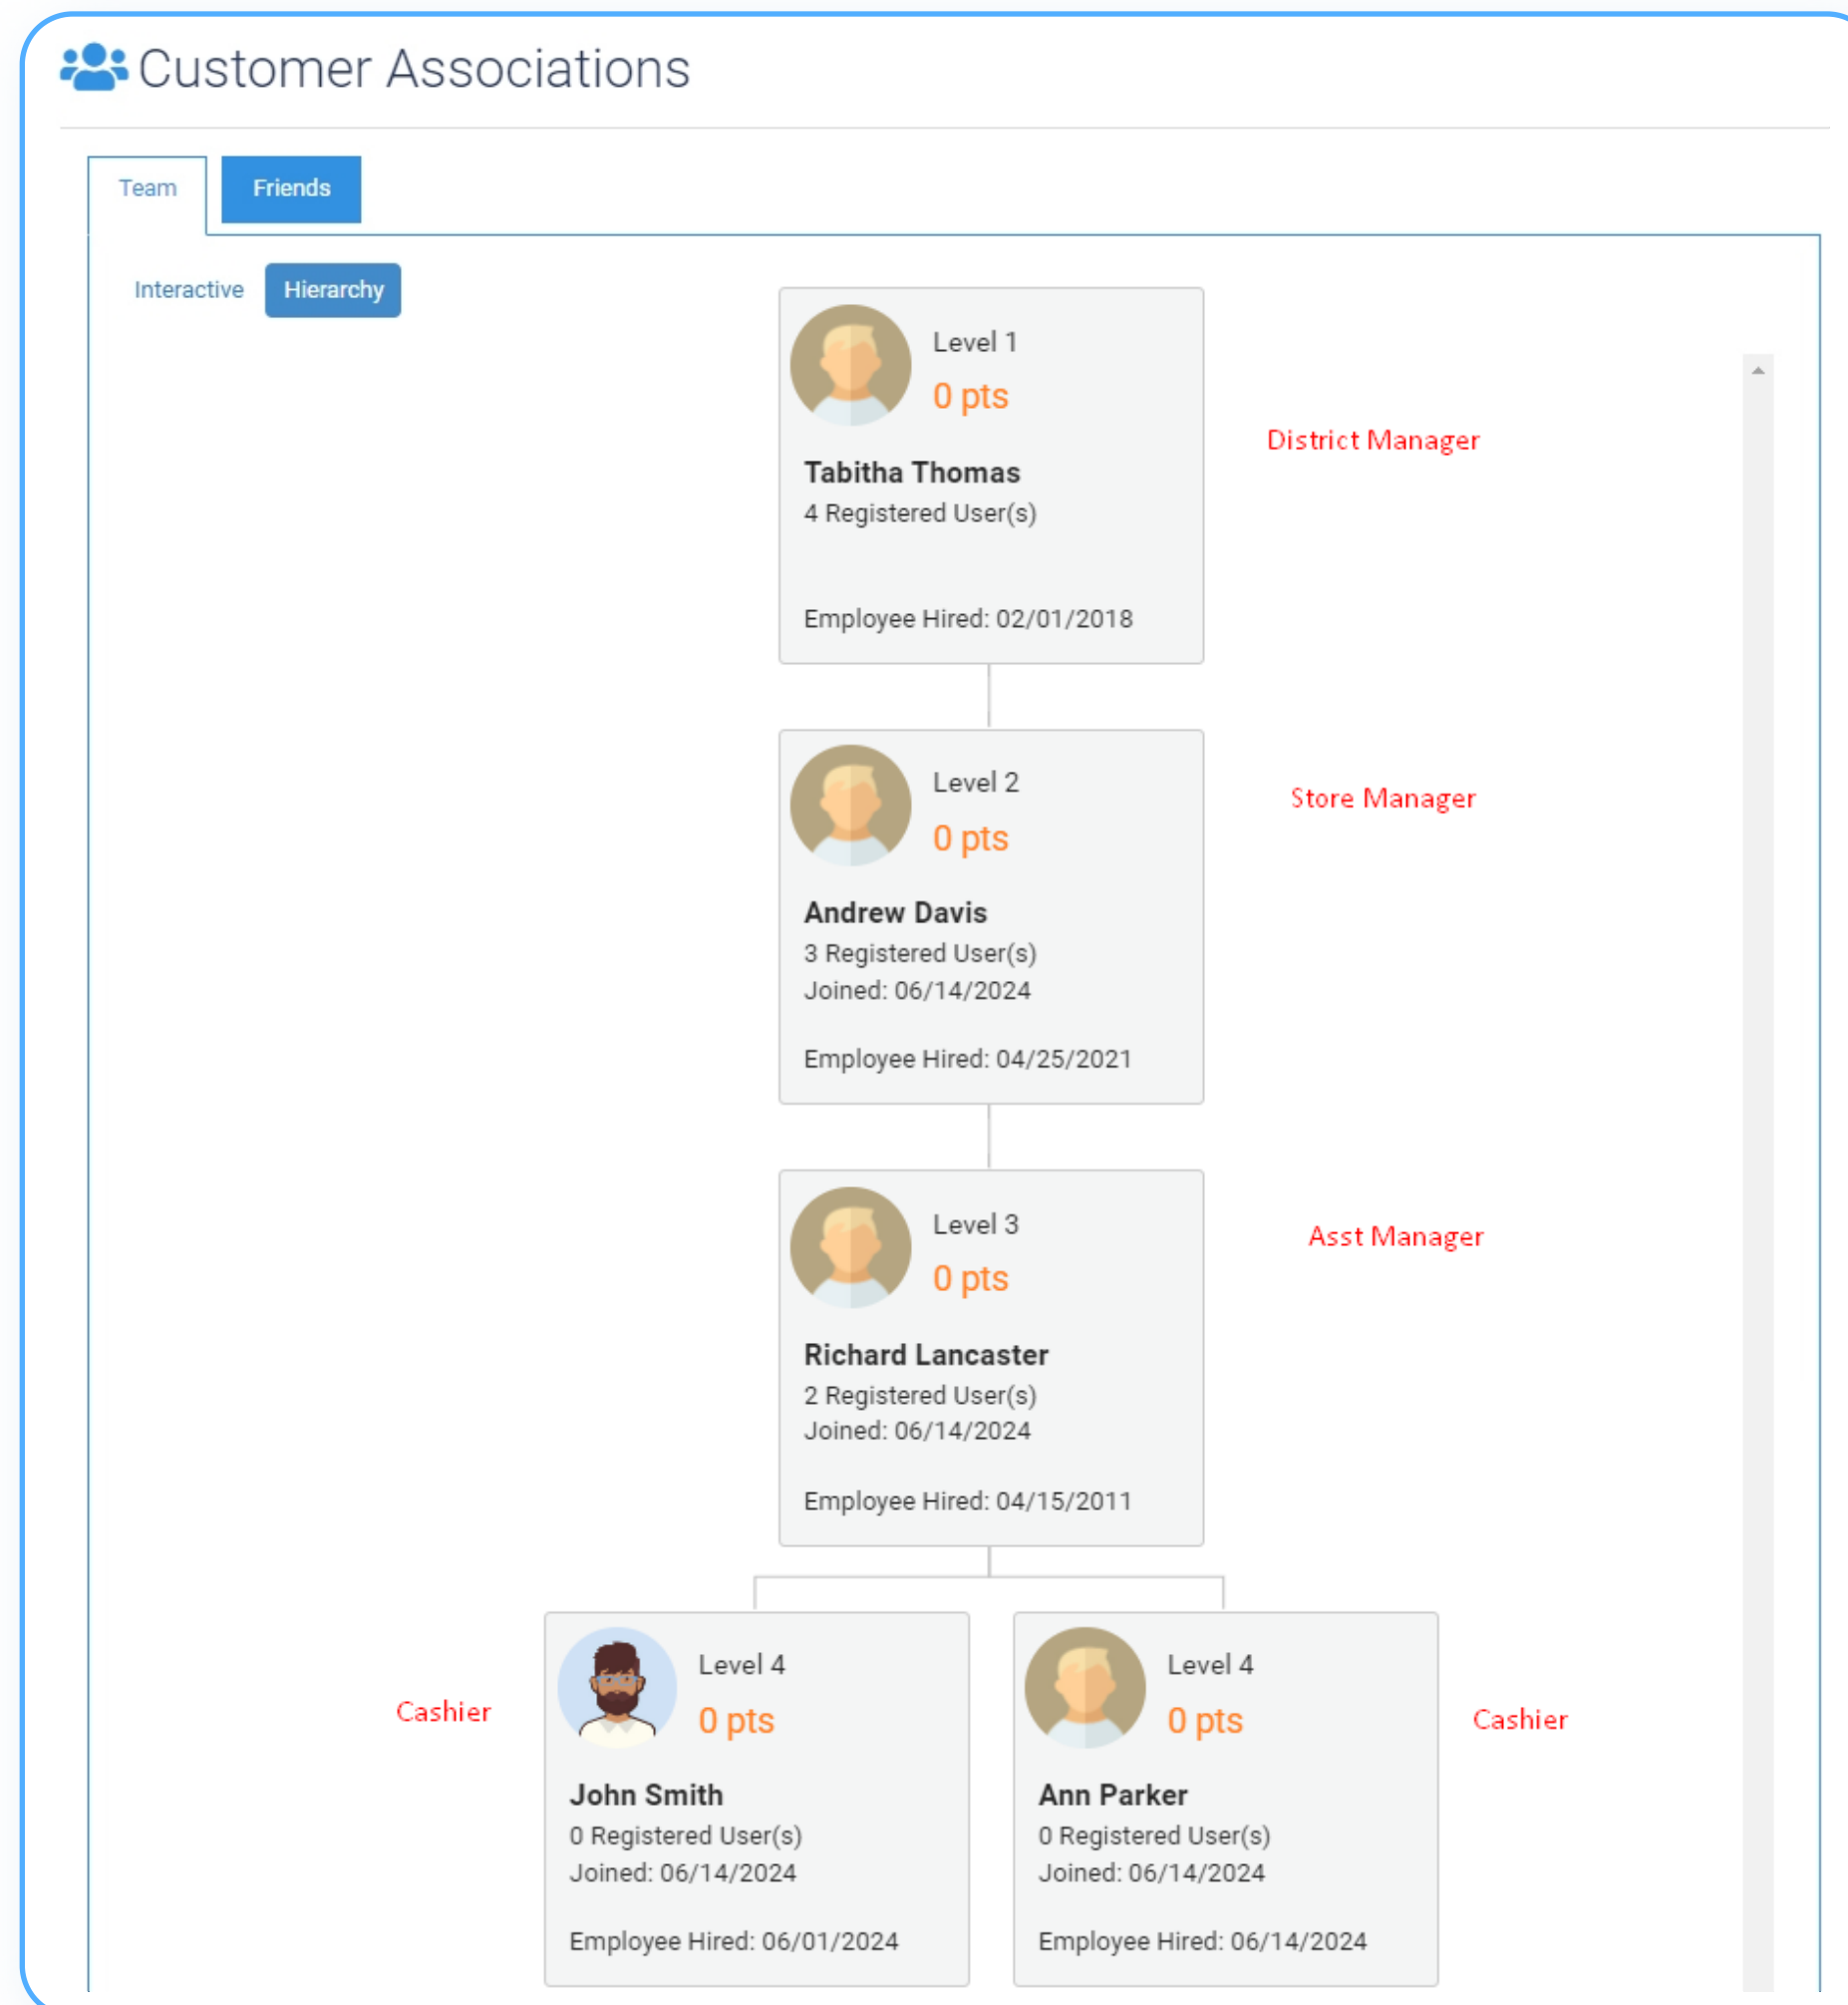 Customer Associations
Team
Friends
Interactive
Hierarchy
Level 1
0 pts
District Manager
Tabitha Thomas
4 Registered User(s)
Employee Hired: 02/01/2018
Level 2
Store Manager
0 pts
Andrew Davis
3 Registered User(s)
Joined: 06/14/2024
Employee Hired: 04/25/2021
Level 3
Asst Manager
0 pts
Richard Lancaster
2 Registered User(s)
Joined: 06/14/2024
Employee Hired: 04/15/2011
Cashier
Level 4
0 pts
John Smith
0 Registered User(s)
Joined: 06/14/2024
Employee Hired: 06/01/2024
Level 4
0 pts
Cashier
Ann Parker
0 Registered User(s)
Joined: 06/14/2024
Employee Hired: 06/14/2024